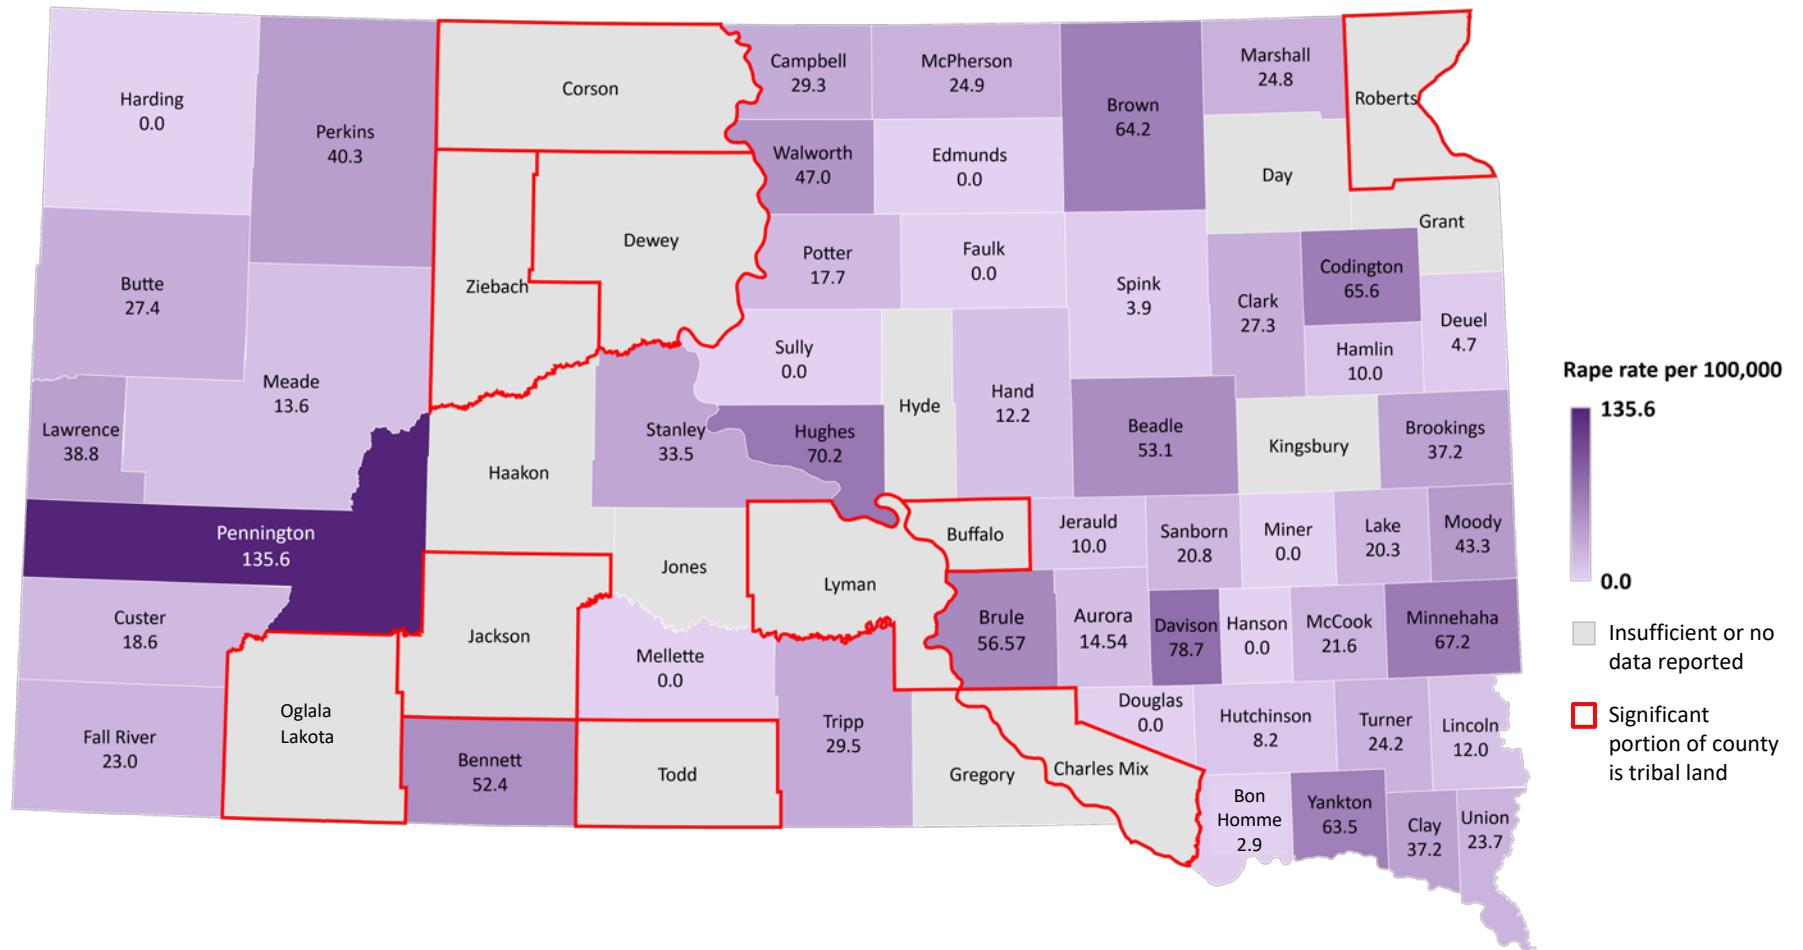 Harding
0.0
Perkins
40.3
Corson
Campbell
29.3
McPherson
24.9
Brown
64.2
Marshall
24.8
Roberts
Walworth
47.0
Edmunds
0.0
Day
Grant
Butte
27.4
Ziebach
Dewey
Potter
17.7
Faulk
0.0
Spink
3.9
Clark
27.3
Codington
65.6
Deuel
4.7
Hamlin
10.0
Meade
13.6
Lawrence
38.8
Sully
0.0
Hyde
Hand
12.2
Stanley
33.5
Hughes
70.2
Haakon
Beadle
53.1
Kingsbury
Brookings
37.2
Pennington
135.6
Jones
Lyman
Buffalo
Jerauld
10.0
Sanborn
20.8
Miner
0.0
Lake
20.3
Moody
43.3
Custer
18.6
Jackson
Mellette
0.0
Brule
56.57
Aurora
14.54
Davison
78.7
Hanson
0.0
McCook
21.6
Minnehaha
67.2
Fall River
23.0
Oglala
Lakota
Bennett
52.4
Todd
Tripp
29.5
Gregory
Charles Mix
Douglas
0.0
Hutchinson
8.2
Turner
24.2
Lincoln
12.0
Bon
Homme
2.9
Yankton
63.5
Clay
37.2
Union
23.7
Rape rate per 100,000
135.6
0.0
Insufficient or no
data reported
Significant
portion of county
is tribal land